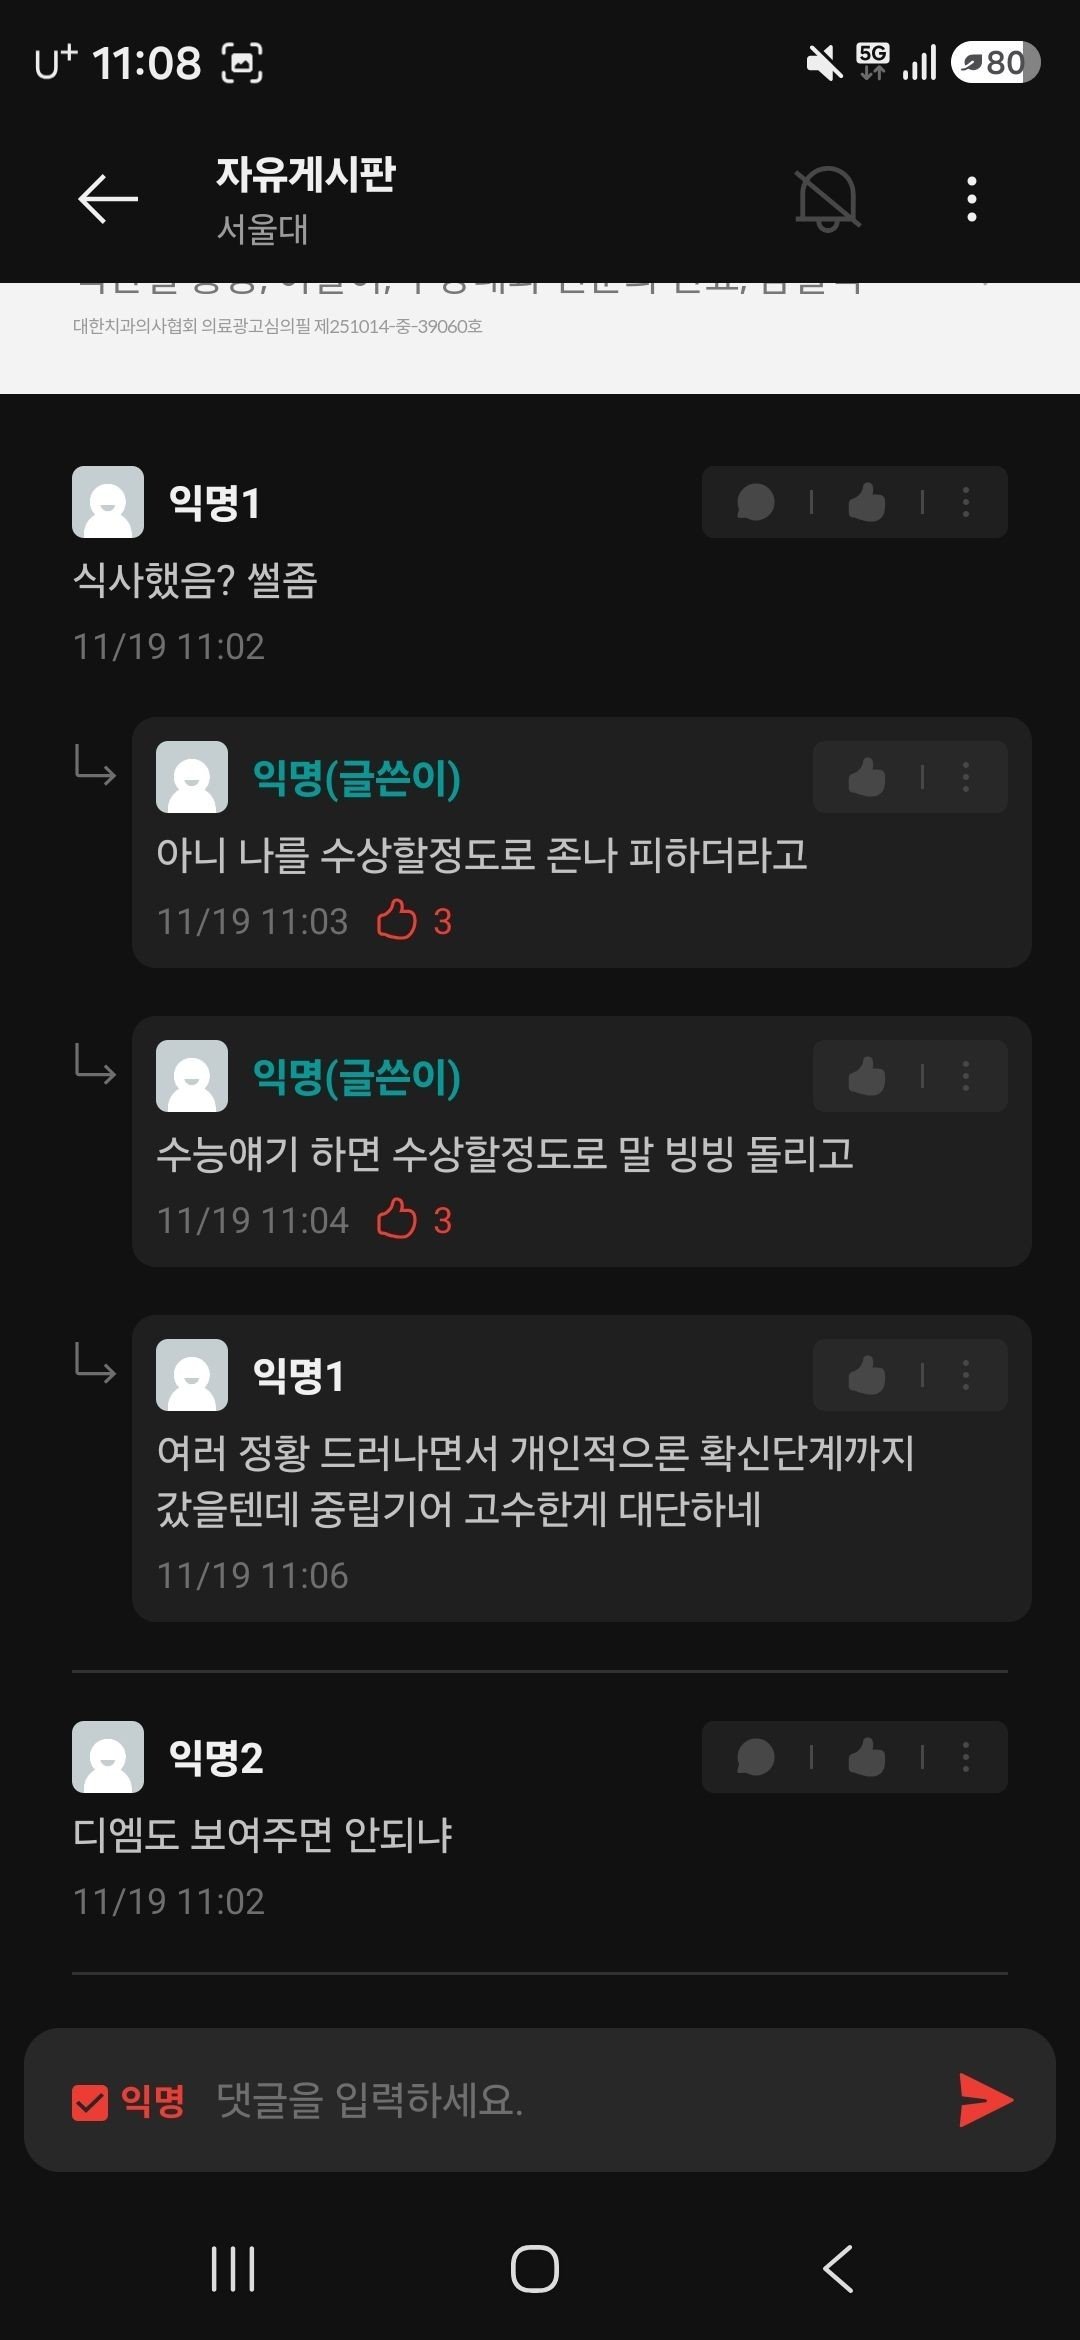 U+ 11:08 5G 80
자유게시판
서울대
대한치과의사협회 의료광고심의필 제251014-중-39060호
익명1
식사했음? 썰좀
11/19 11:02
익명(글쓴이)
아니 나를 수상할정도로 존나 피하더라고
11/19 11:03 3
익명(글쓴이)
수능얘기 하면 수상할정도로 말 빙빙 돌리고
11/19 11:04 3
익명1
여러 정황 드러나면서 개인적으론 확신단계까지
갔을텐데 중립기어 고수한게 대단하네
11/19 11:06
익명2
디엠도 보여주면 안되냐
11/19 11:02
익명 댓글을 입력하세요.